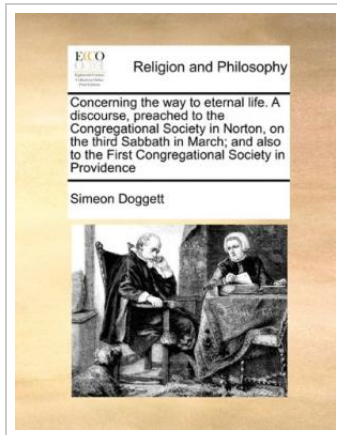 ECCO
Religion and Philosophy
Concerning the way to eternal life. A
discourse, preached to the
Congregational Society in Norton, on
the third Sabbath in March; and also
to the First Congregational Society in
Providence
Simeon Doggett